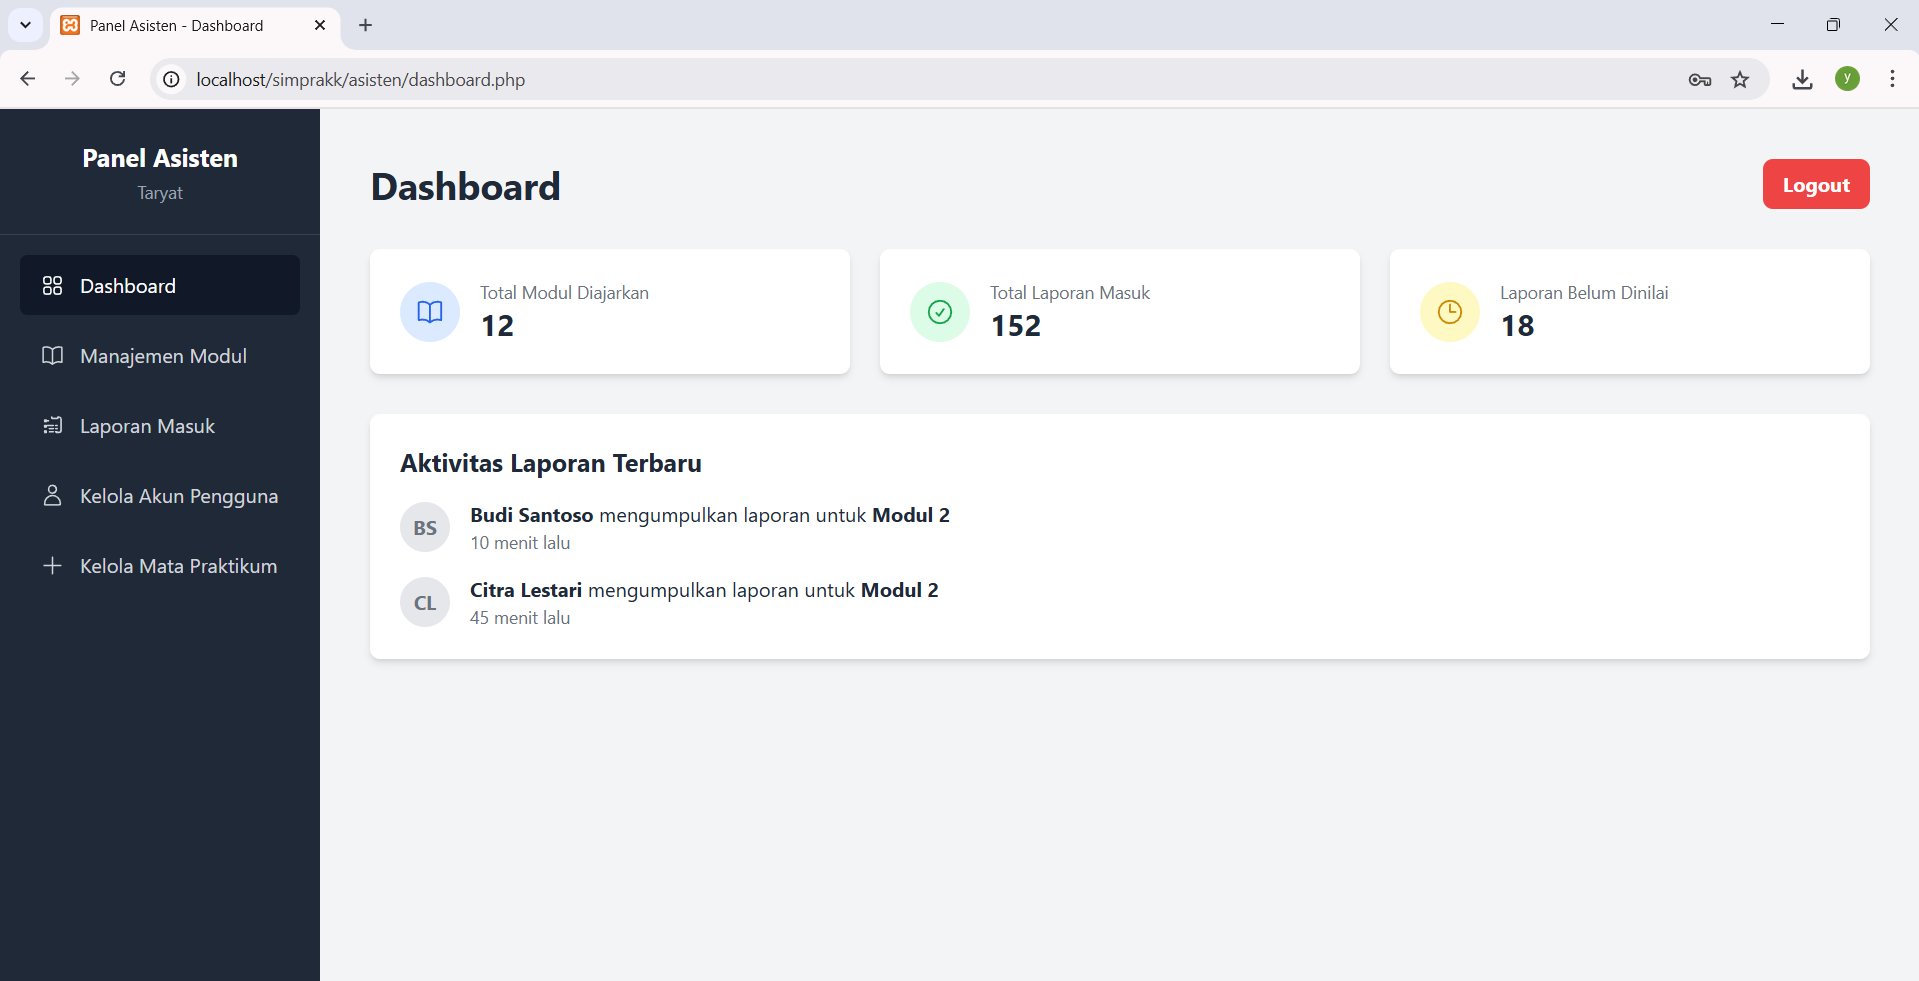 Panel Asisten - Dashboard
localhost/simprakk/asisten/dashboard.php
y
Panel Asisten
Taryat
Dashboard
Manajemen Modul
Laporan Masuk
Kelola Akun Pengguna
Kelola Mata Praktikum
Dashboard
Logout
Total Modul Diajarkan
12
Total Laporan Masuk
152
Laporan Belum Dinilai
18
Aktivitas Laporan Terbaru
BS
Budi Santoso mengumpulkan laporan untuk Modul 2
10 menit lalu
CL
Citra Lestari mengumpulkan laporan untuk Modul 2
45 menit lalu